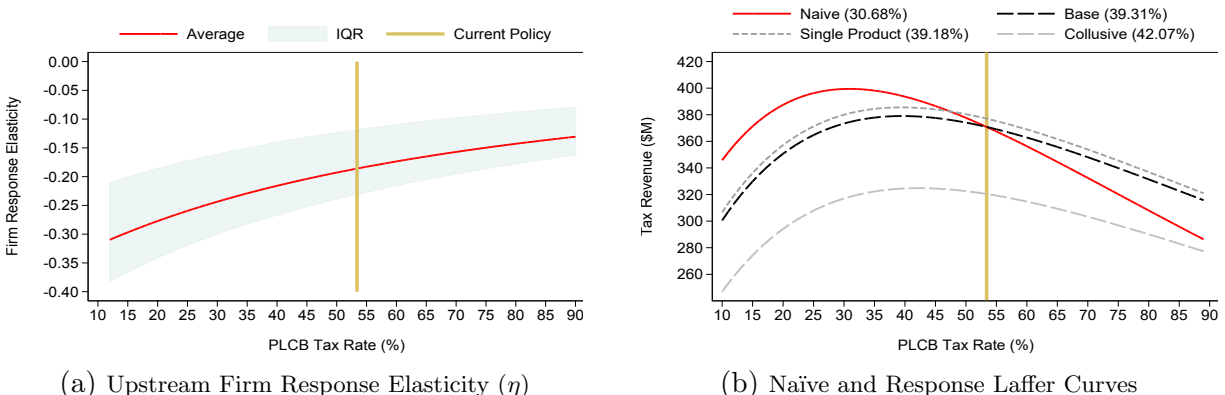 Average IQR Current Policy
0.00
-0.05
-0.10
-0.15
-0.20
-0.25
-0.30
-0.35
-0.40
Firm Response Elasticity
10 15 20 25 30 35 40 45 50 55 60 65 70 75 80 85 90
PLCB Tax Rate (%)
(a) Upstream Firm Response Elasticity (η)
Naive (30.68%) Base (39.31%)
Single Product (39.18%) Collusive (42.07%)
420
400
380
360
340
320
300
280
260
Tax Revenue ($M)
10 15 20 25 30 35 40 45 50 55 60 65 70 75 80 85 90
PLCB Tax Rate (%)
(b) Naïve and Response Laffer Curves